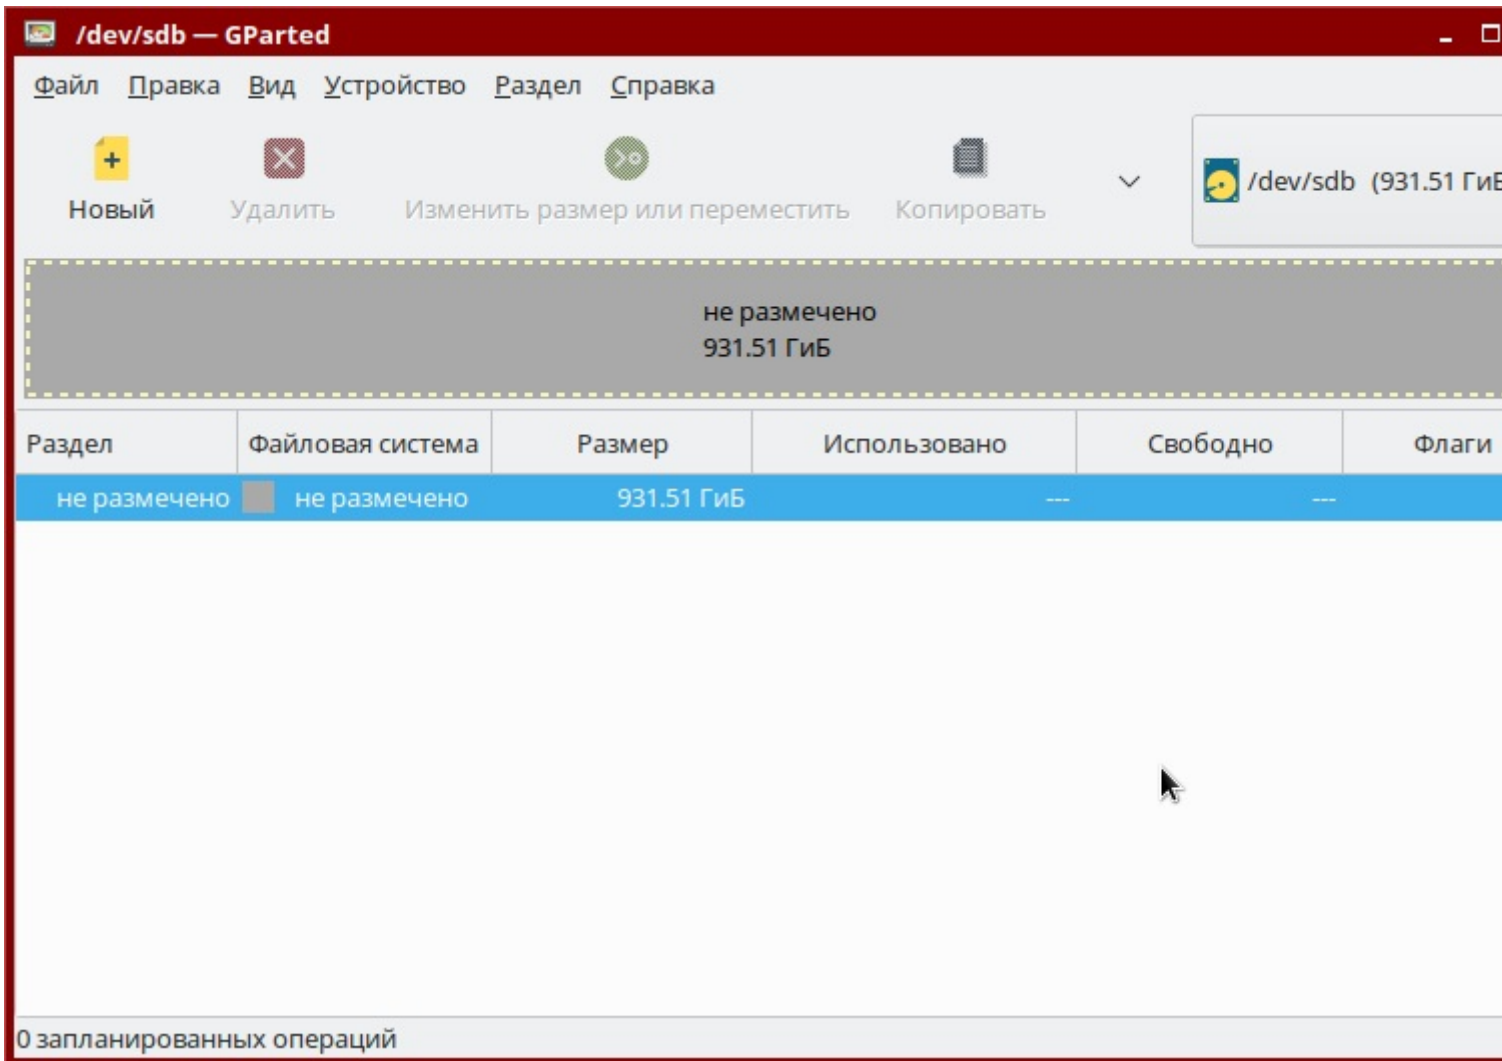 /dev/sdb — GParted
Файл Правка Вид Устройство Раздел Справка
Новый Удалить Изменить размер или переместить Копировать /dev/sdb (931.51 ГиБ
не размечено
931.51 ГиБ
Раздел Файловая система Размер Использовано Свободно Флаги
не размечено не размечено 931.51 ГиБ --- ---
0 запланированных операций